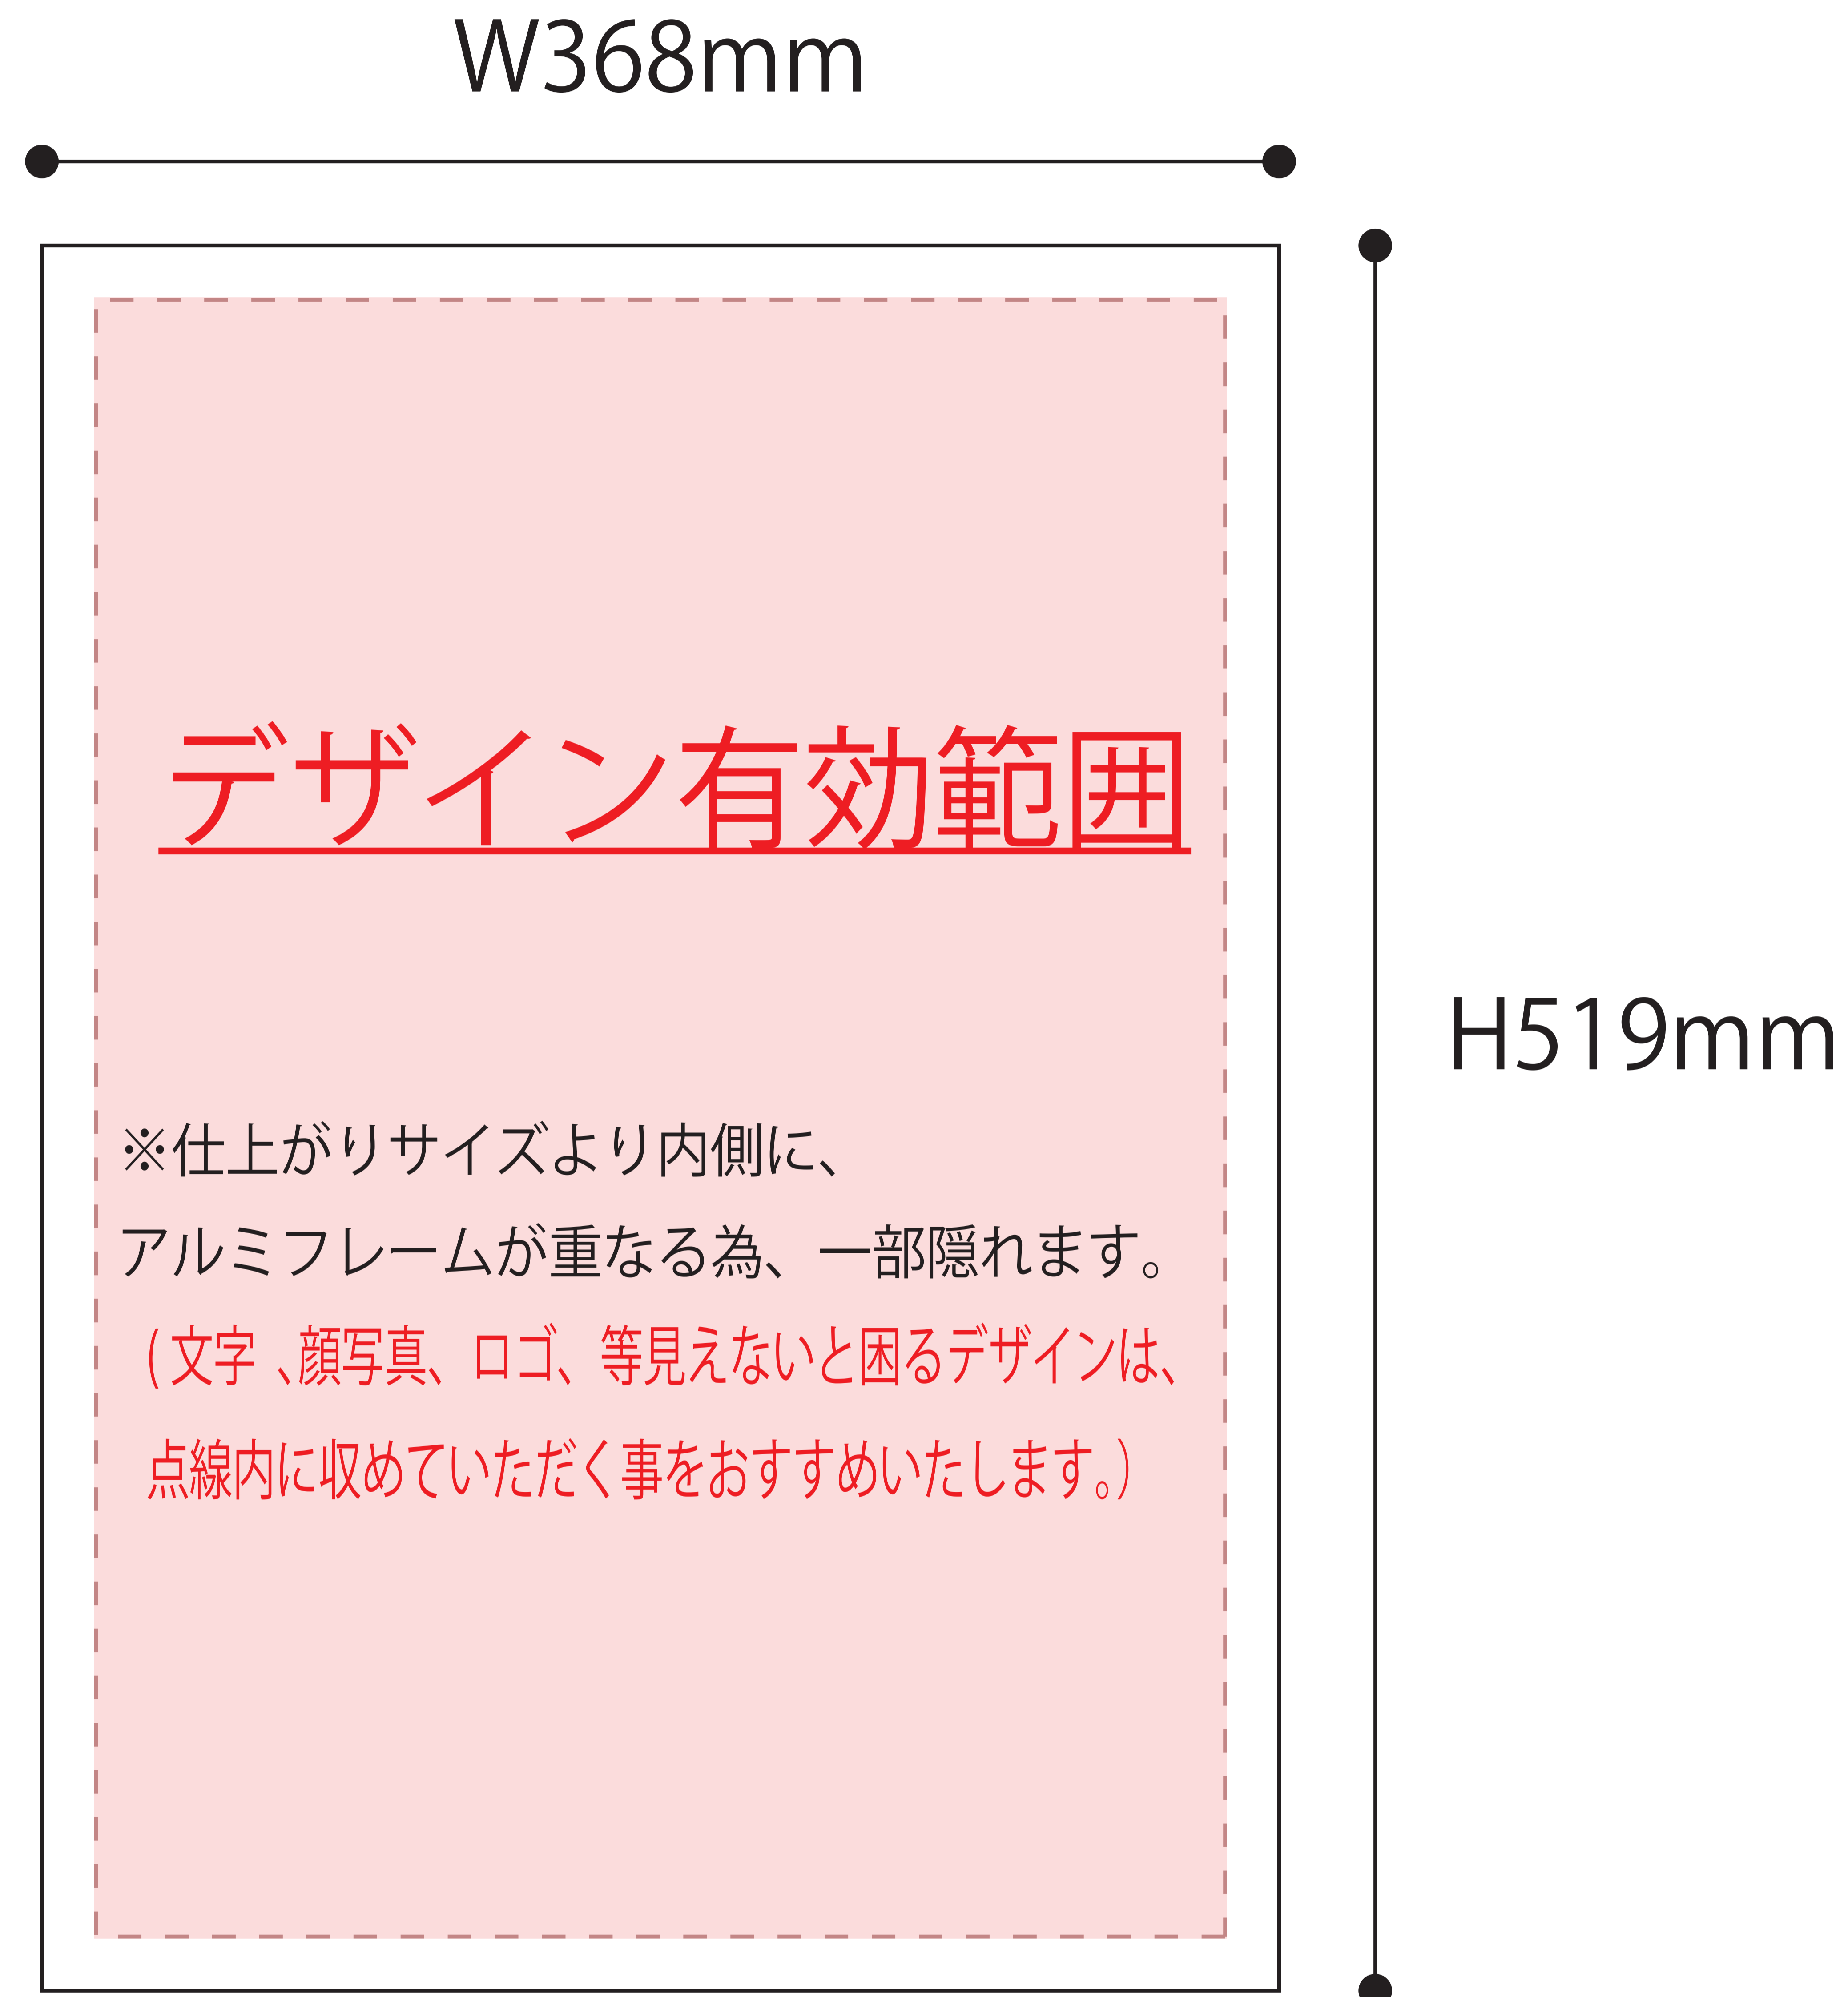 W368mm
H519mm
デザイン有効範囲
※仕上がりサイズより内側に、
アルミフレームが重なる為、一部隠れます。
(文字、顔写真、ロゴ、等見えないと困るデザインは、
点線内に収めていただく事をおすすめいたします。)